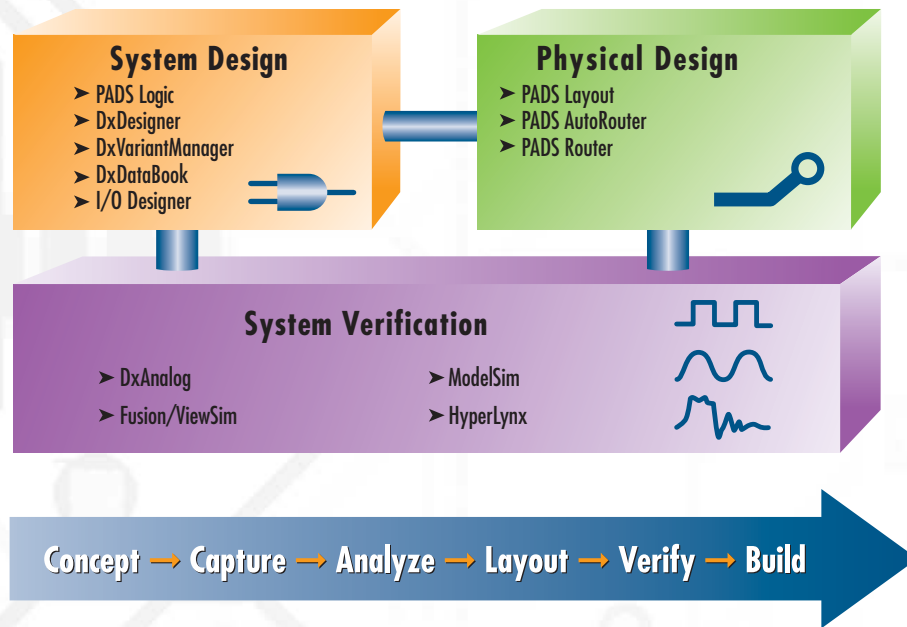 System Design
➤ PADS Logic
➤ DxDesigner
➤ DxVariantManager
➤ DxDataBook
➤ I/O Designer
Physical Design
➤ PADS Layout
➤ PADS AutoRouter
➤ PADS Router
System Verification
➤ DxAnalog
➤ Fusion/ViewSim
➤ ModelSim
➤ HyperLynx
Concept → Capture → Analyze → Layout → Verify → Build